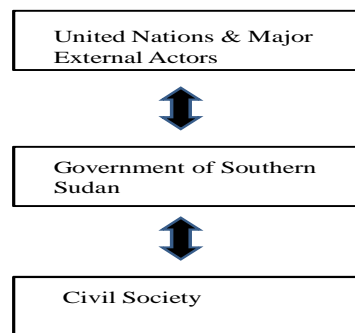 United Nations & Major
External Actors
Government of Southern
Sudan
Civil Society